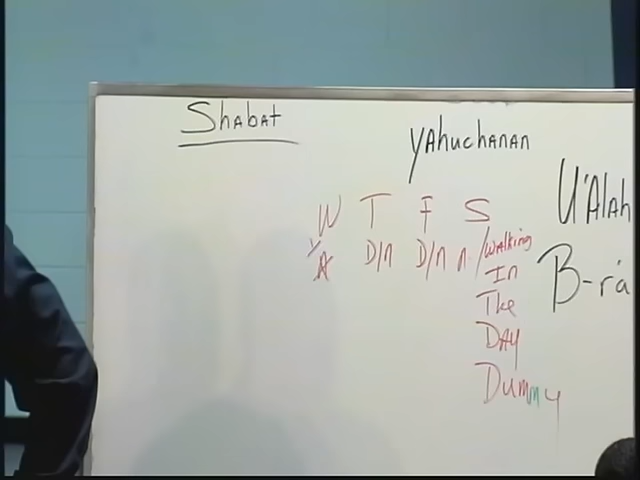 Shabat
Yahuchanan
U'Alah
B-rá
W T F S
D/n D/n n/walking
In
The
Day
Dummy